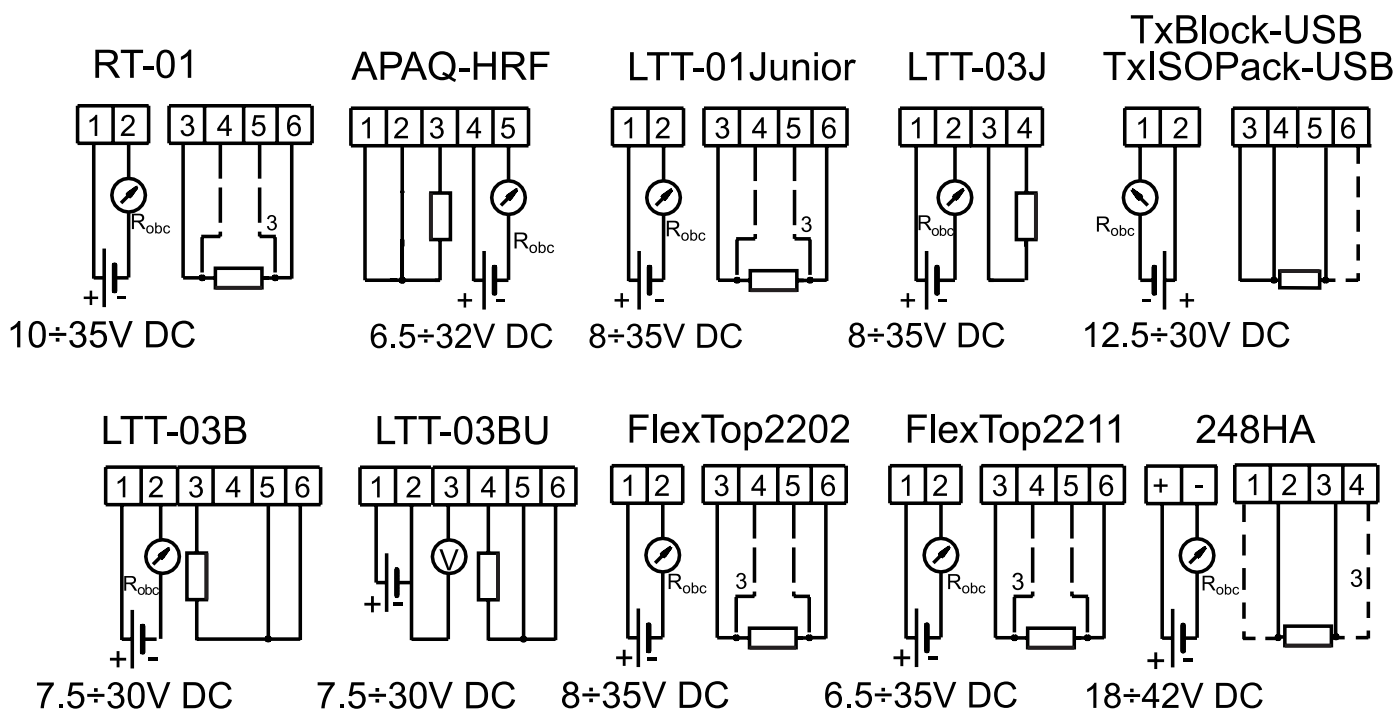 TxBlock-USB
RT-01 APAQ-HRF LTT-01Junior LTT-03J TxISOPack-USB
1 2 3 4 5 6 1 2 3 4 5 1 2 3 4 5 6 1 2 3 4 1 2 3 4 5 6
Robc 3 Robc Robc 3 Robc Robc
+ - + - + - + - - +
10÷35V DC 6.5÷32V DC 8÷35V DC 8÷35V DC 12.5÷30V DC
LTT-03B LTT-03BU FlexTop2202 FlexTop2211 248HA
1 2 3 4 5 6 1 2 3 4 5 6 1 2 3 4 5 6 1 2 3 4 5 6 + - 1 2 3 4
Robc V Robc 3 Robc 3 Robc 3
+ - + - + - + - + -
7.5÷30V DC 7.5÷30V DC 8÷35V DC 6.5÷35V DC 18÷42V DC